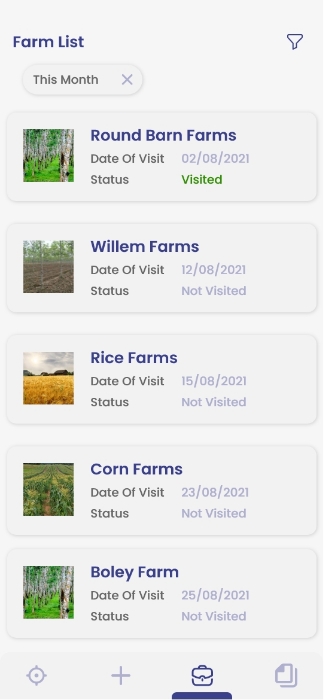 Farm List
This Month
Round Barn Farms
Date Of Visit 02/08/2021
Status Visited
Willem Farms
Date Of Visit 12/08/2021
Status Not Visited
Rice Farms
Date Of Visit 15/08/2021
Status Not Visited
Corn Farms
Date Of Visit 23/08/2021
Status Not Visited
Boley Farm
Date Of Visit 25/08/2021
Status Not Visited